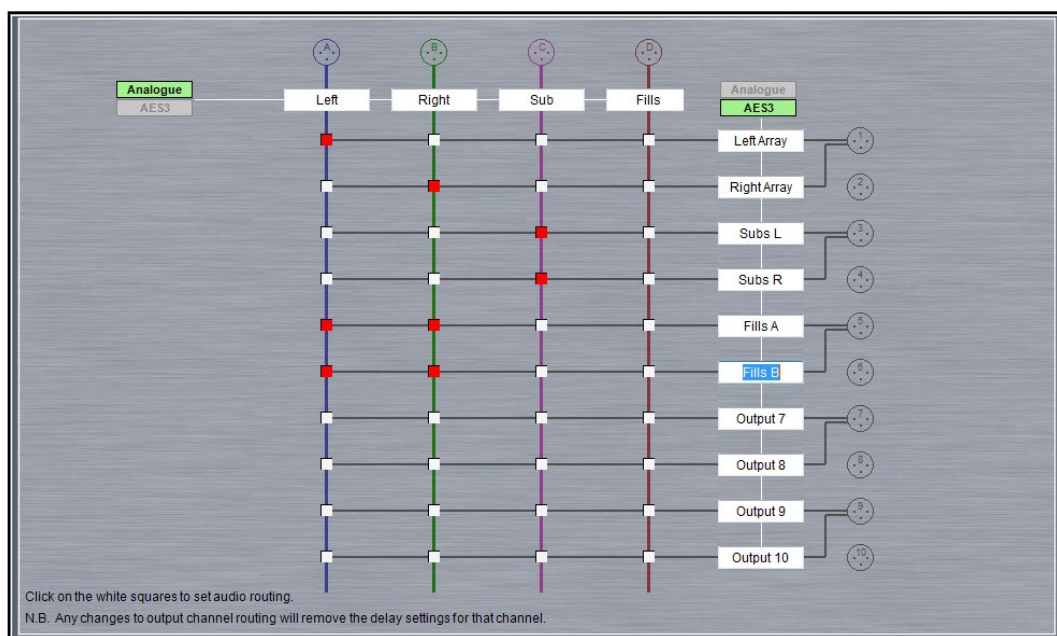 A B C D
Analogue Analogue
AES3 AES3
Left Right Sub Fills
Left Array 1
Right Array 2
Subs L 3
Subs R 4
Fills A 5
Fills B 6
Output 7 7
Output 8 8
Output 9 9
Output 10 10
Click on the white squares to set audio routing.
N.B. Any changes to output channel routing will remove the delay settings for that channel.